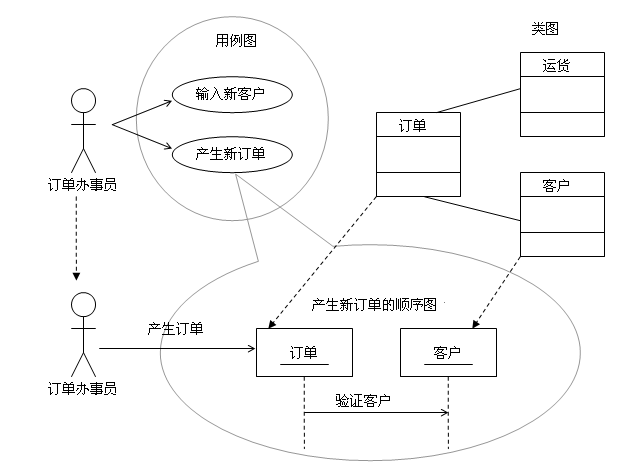 类图
用例图
运货
输入新客户
订单
产生新订单
客户
订单办事员
产生新订单的顺序图
产生订单
订单
客户
订单办事员
验证客户